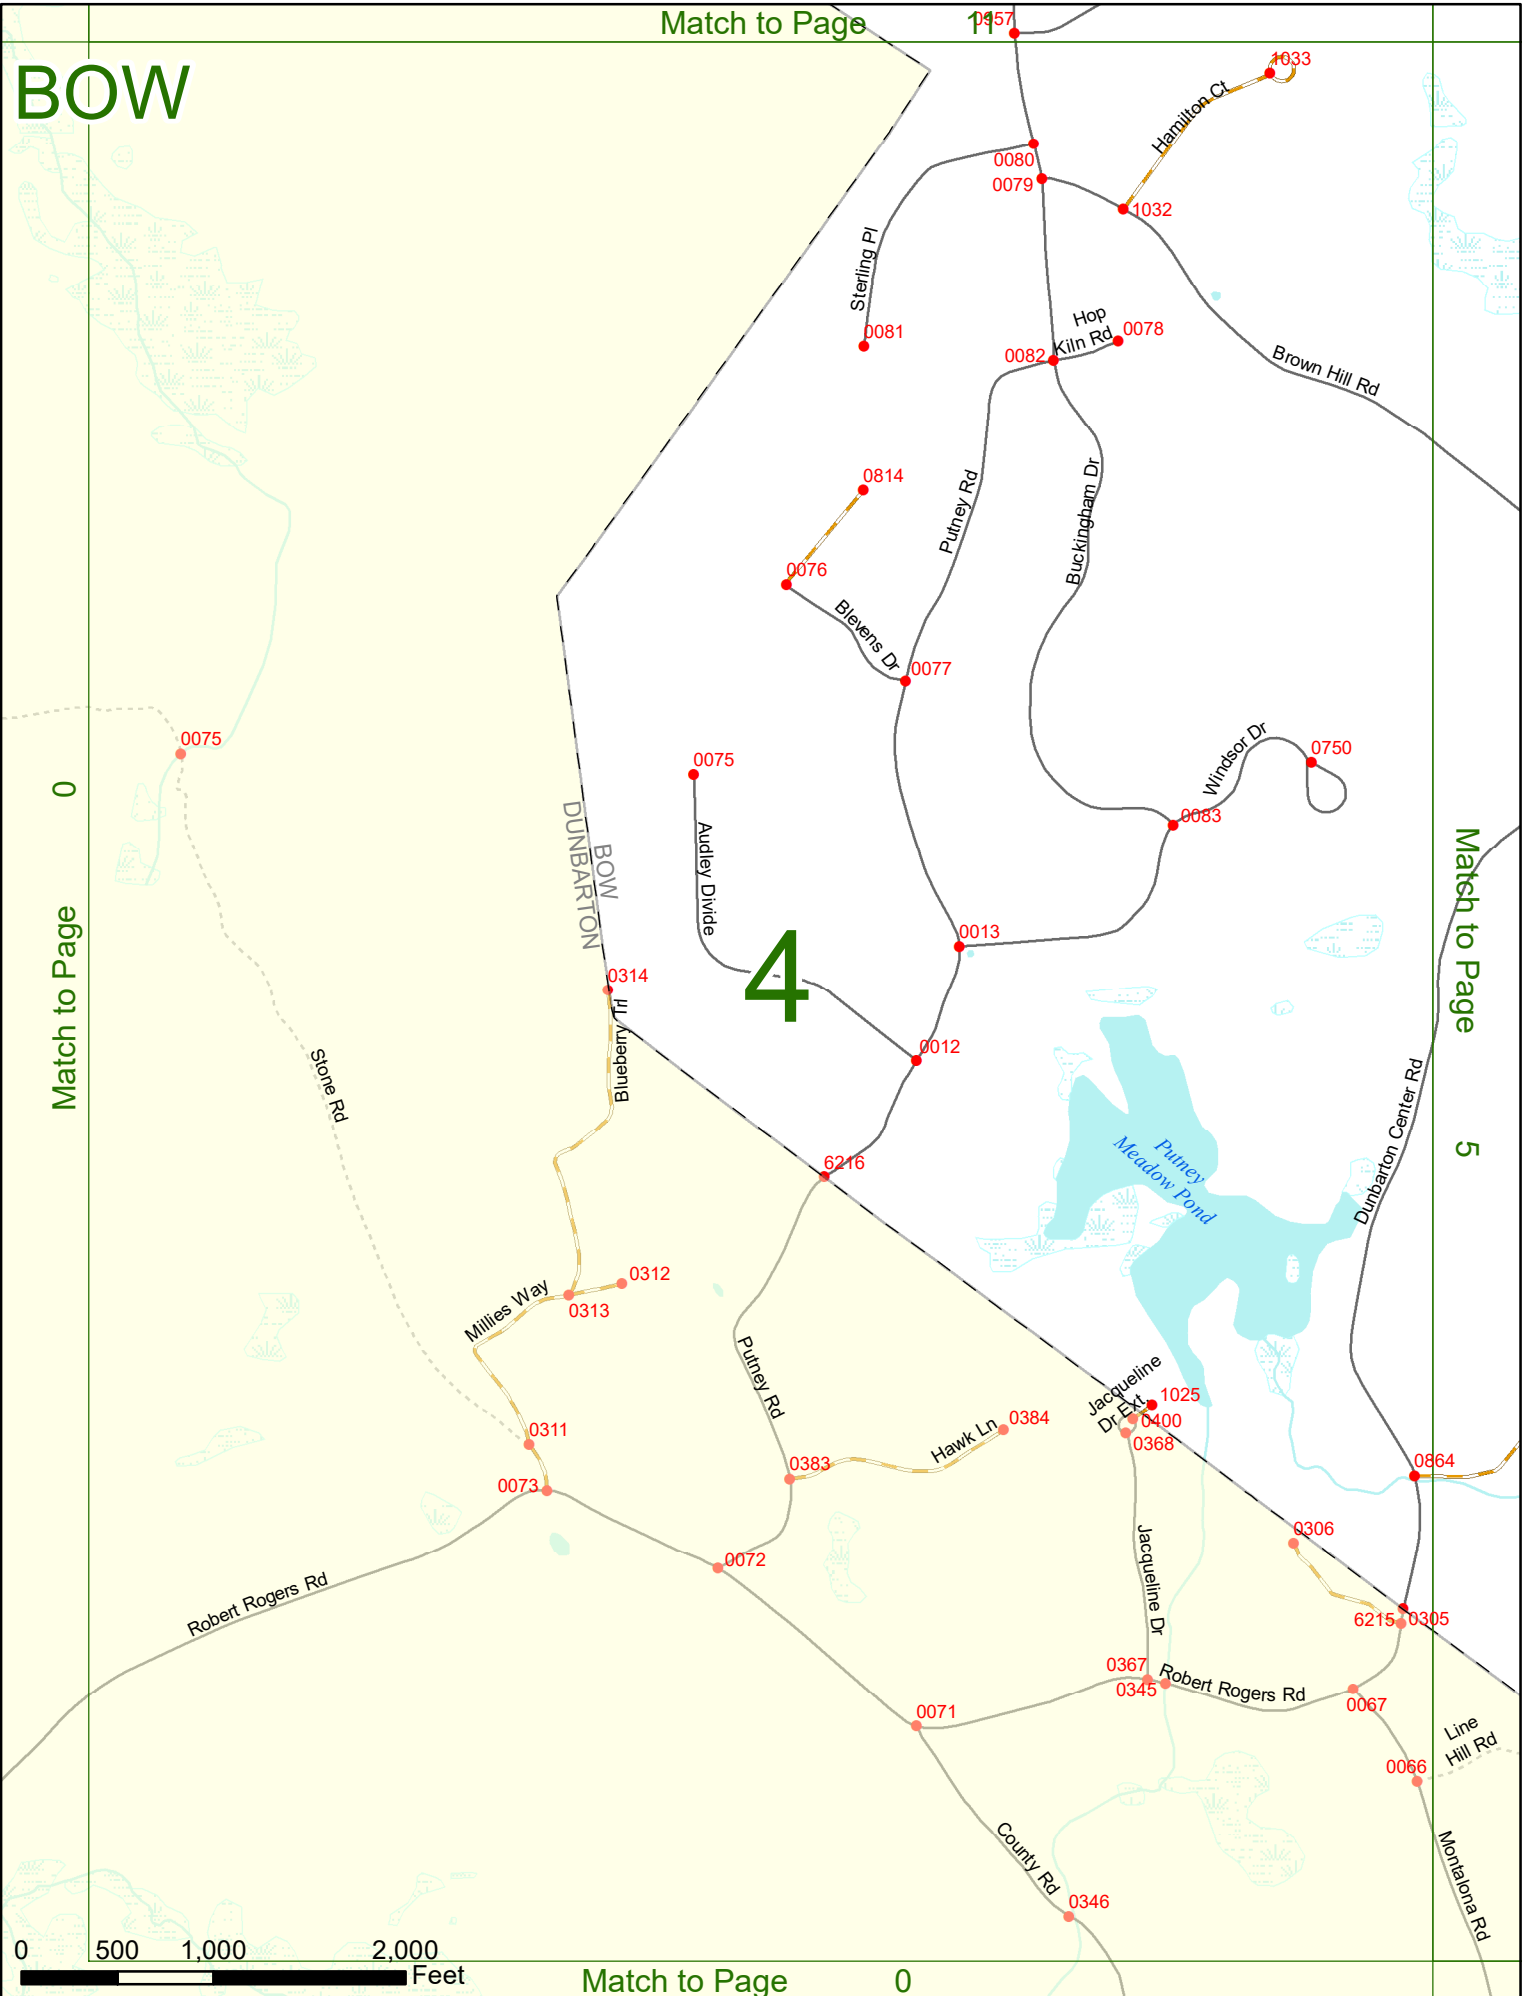 Match to Page 11
0957
BOW
1033
Hamilton Ct
0080
0079
1032
Sterling Pl
0081
Hop
Kiln Rd
0078
0082
Brown Hill Rd
0814
Putney Rd
Buckingham Dr
0076
Blevens Dr
0077
0075
0075
Windsor Dr
0750
0083
Audley Divide
BOW
DUNBARTON
Match to Page 0
Match to Page 5
0013
4
0314
Blueberry Trl
0012
Stone Rd
Dunbarton Center Rd
Putney
Meadow Pond
6216
0312
0313
Millies Way
Putney Rd
Jacqueline
Dr Ext
1025
0400
0368
0384
Hawk Ln
0311
0383
0073
0864
0306
0072
Jacqueline Dr
Robert Rogers Rd
6215
0305
0367
0345
Robert Rogers Rd
0067
0071
Line
Hill Rd
0066
County Rd
Montalona Rd
0346
0 500 1,000 2,000
Feet
Match to Page 0